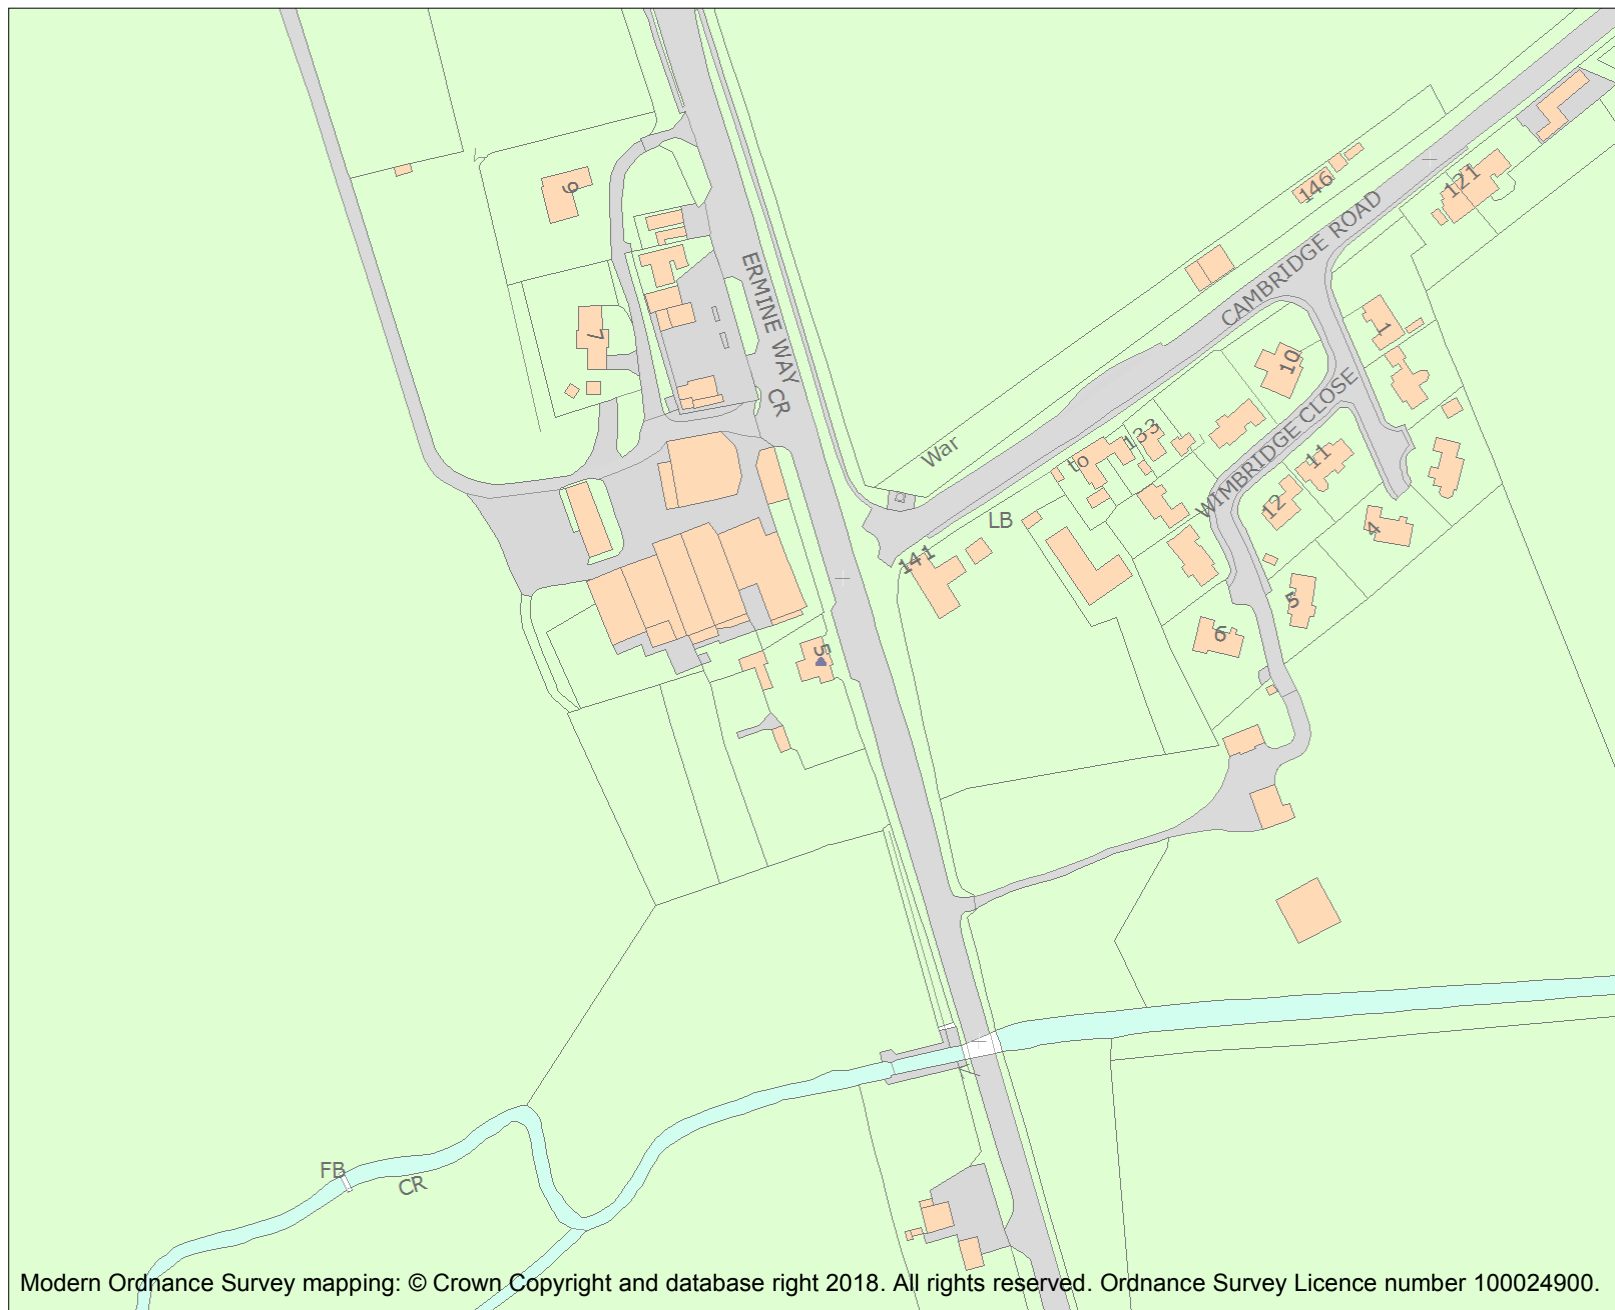 146
121
9
CAMBRIDGE ROAD
ERMINE WAY
CR
7
1
10
WIMBRIDGE CLOSE
133
to
War
11
12
LB
4
141
5
6
5
FB
CR
Modern Ordnance Survey mapping: © Crown Copyright and database right 2018. All rights reserved. Ordnance Survey Licence number 100024900.